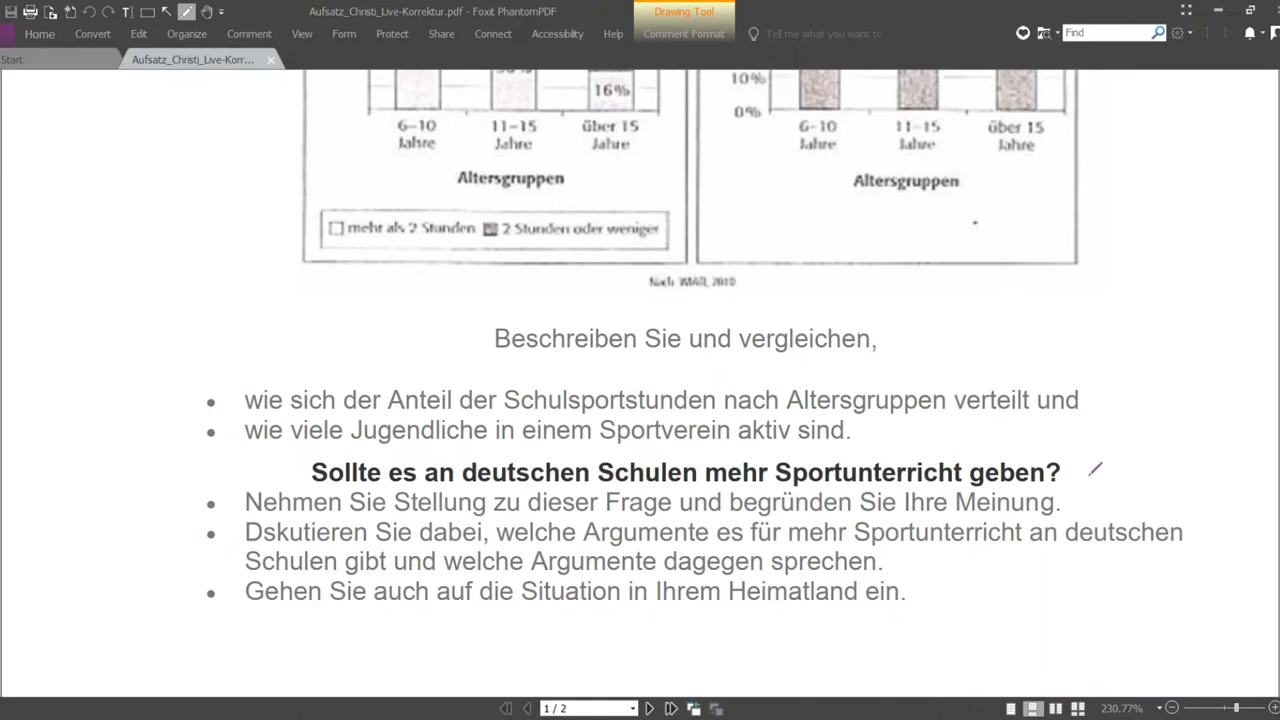 Aufsatz_Christi_Live-Korrektur.pdf - Foxit PhantomPDF
Drawing Tool
Home Convert Edit Organize Comment View Form Protect Share Connect Accessibility Help Comment Format Tell me what you want to do... Find
Start Aufsatz_Christi_Live-Korr...
16%
10%
0%
6–10 Jahre
11–15 Jahre
über 15 Jahre
6–10 Jahre
11–15 Jahre
über 15 Jahre
Altersgruppen
Altersgruppen
mehr als 2 Stunden 2 Stunden oder weniger
Nach 2010
Beschreiben Sie und vergleichen,
• wie sich der Anteil der Schulsportstunden nach Altersgruppen verteilt und
• wie viele Jugendliche in einem Sportverein aktiv sind.
Sollte es an deutschen Schulen mehr Sportunterricht geben?
• Nehmen Sie Stellung zu dieser Frage und begründen Sie Ihre Meinung.
• Dskutieren Sie dabei, welche Argumente es für mehr Sportunterricht an deutschen
Schulen gibt und welche Argumente dagegen sprechen.
• Gehen Sie auch auf die Situation in Ihrem Heimatland ein.
1 / 2 230.77%